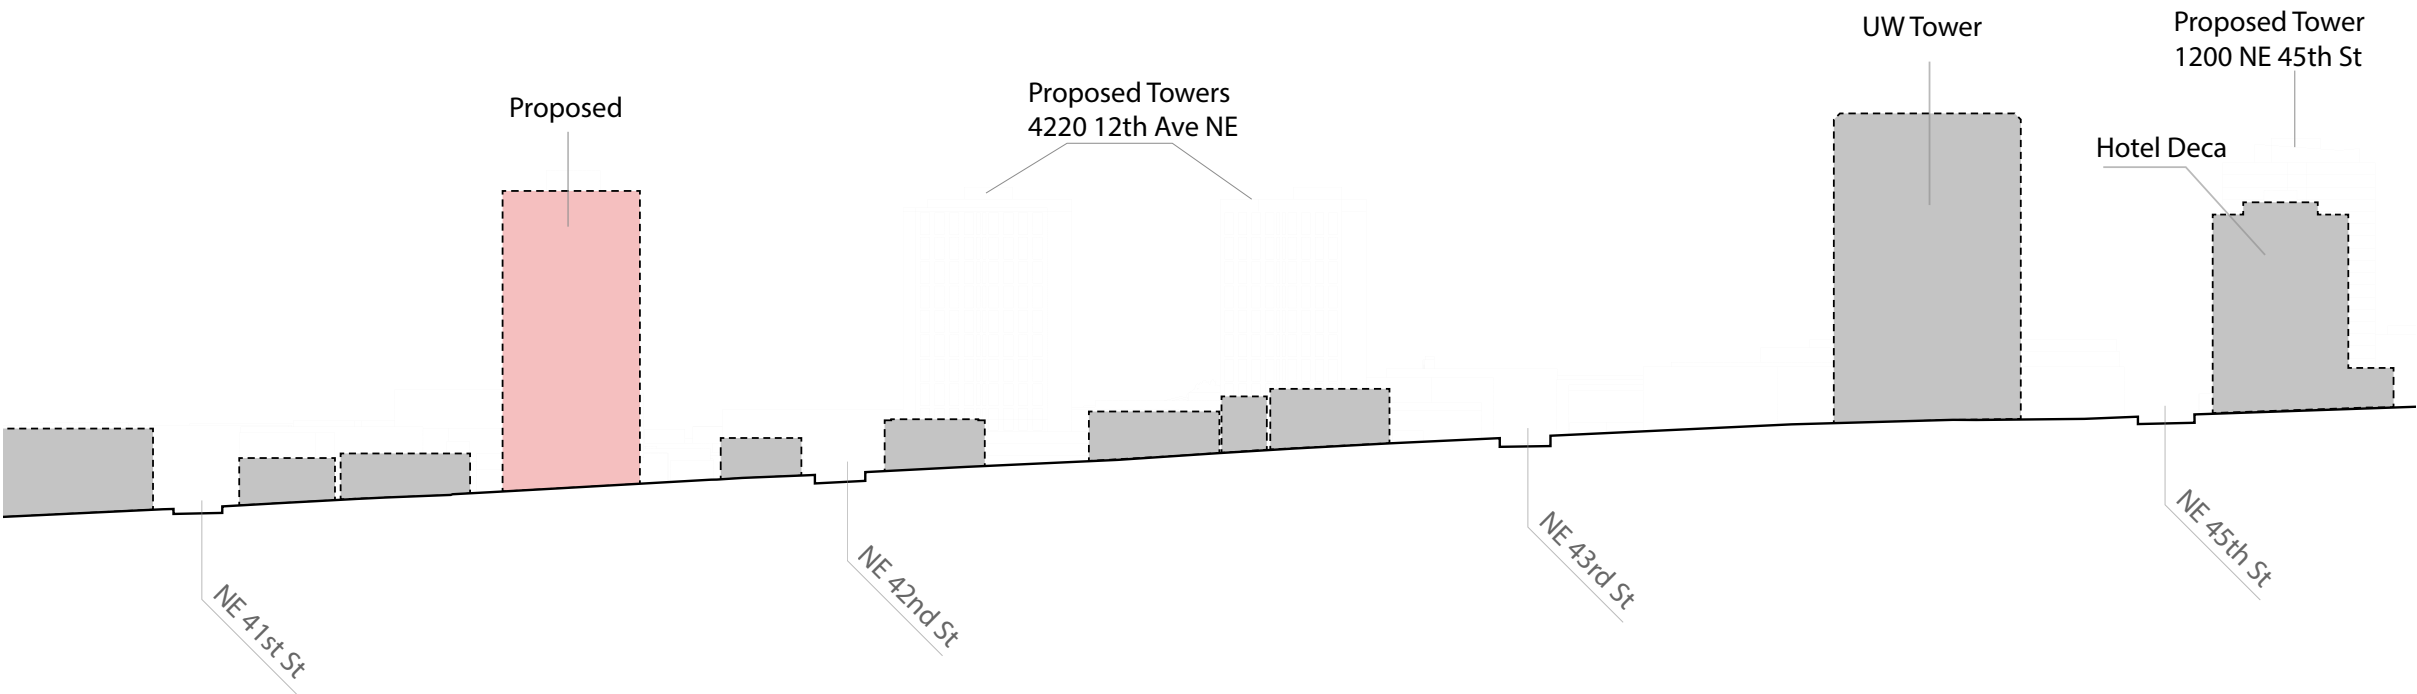 UW Tower
Proposed Tower
1200 NE 45th St
Proposed
Proposed Towers
4220 12th Ave NE
Hotel Deca
NE 41st St
NE 42nd St
NE 43rd St
NE 45th St